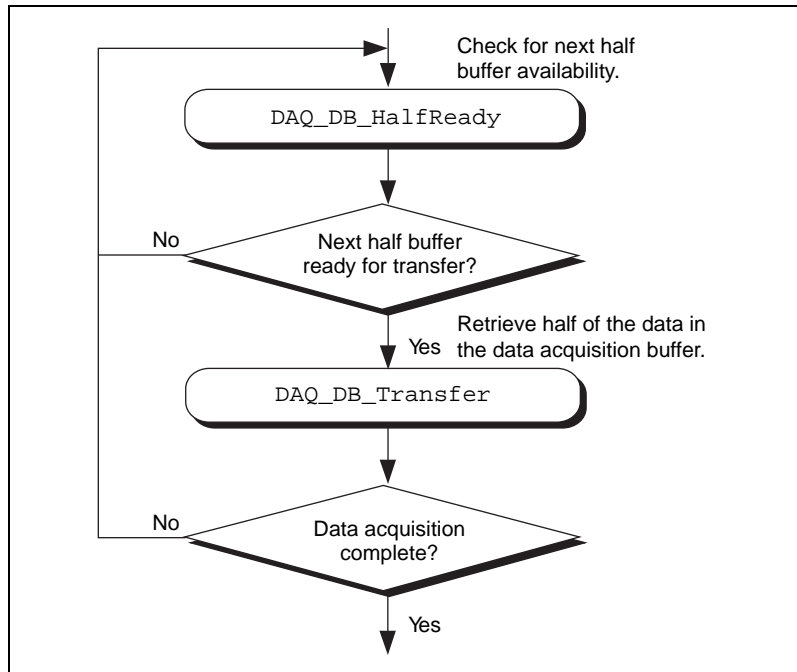 Check for next half
buffer availability.
DAQ_DB_HalfReady
No
Next half buffer
ready for transfer?
Yes
Retrieve half of the data in
the data acquisition buffer.
DAQ_DB_Transfer
No
Data acquisition
complete?
Yes